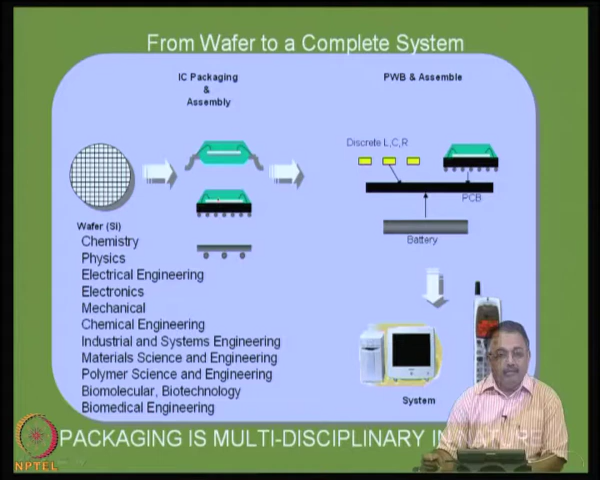 From Wafer to a Complete System
IC Packaging
&
Assembly
PWB & Assemble
Discrete L,C,R
PCB
Battery
Wafer (Si)
Chemistry
Physics
Electrical Engineering
Electronics
Mechanical
Chemical Engineering
Industrial and Systems Engineering
Materials Science and Engineering
Polymer Science and Engineering
Biomolecular, Biotechnology
Biomedical Engineering
System
PACKAGING IS MULTI-DISCIPLINARY IN NATURE
NPTEL